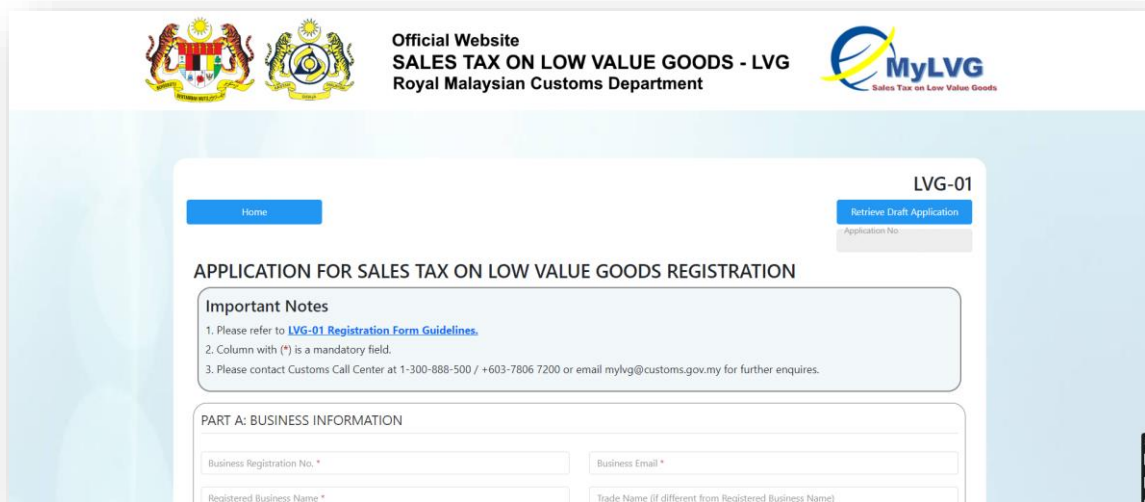 Official Website
SALES TAX ON LOW VALUE GOODS - LVG
Royal Malaysian Customs Department
MyLVG
Sales Tax on Low Value Goods
LVG-01
Home
Retrieve Draft Application
Application No
APPLICATION FOR SALES TAX ON LOW VALUE GOODS REGISTRATION
Important Notes
1. Please refer to LVG-01 Registration Form Guidelines.
2. Column with (*) is a mandatory field.
3. Please contact Customs Call Center at 1-300-888-500 / +603-7806 7200 or email mylvg@customs.gov.my for further enquires.
PART A: BUSINESS INFORMATION
Business Registration No. *
Business Email *
Registered Business Name *
Trade Name (if different from Registered Business Name)